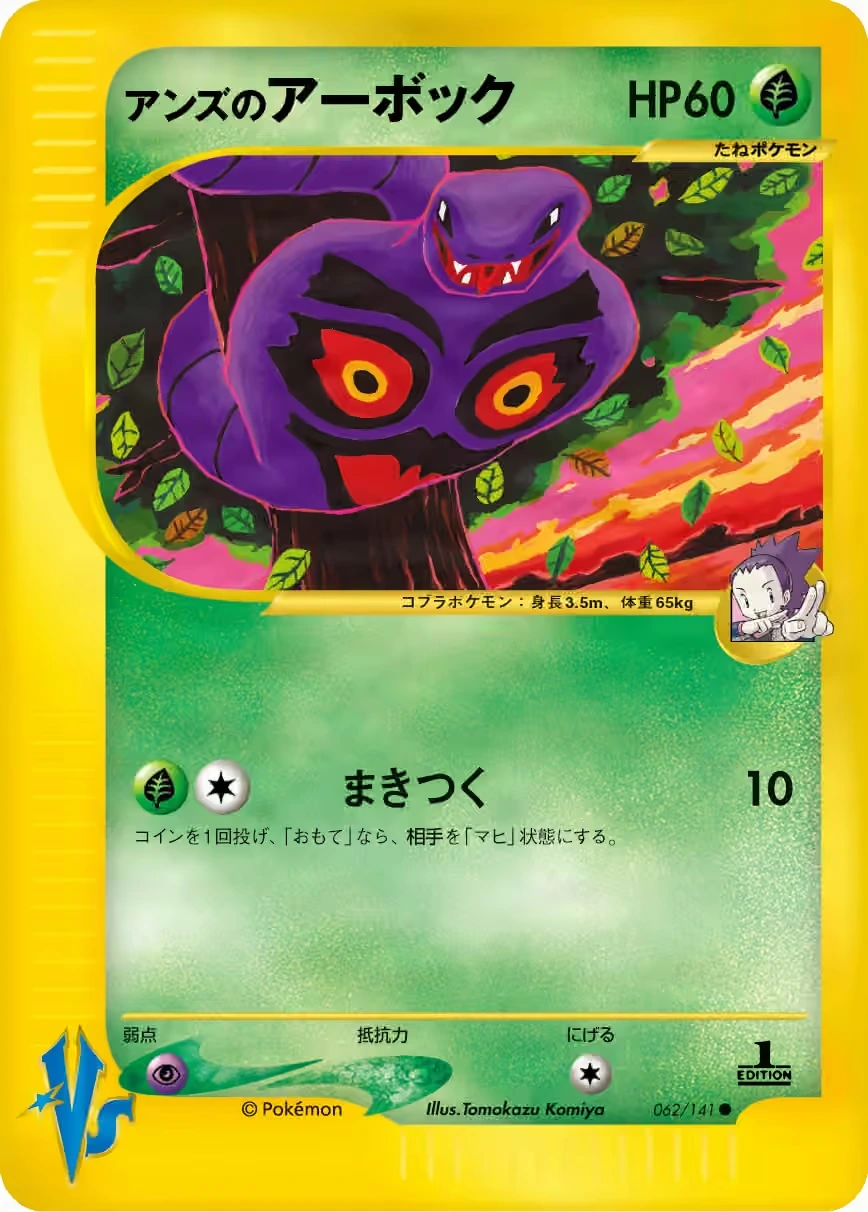 アンズのアーボック HP60
たねポケモン
コブラポケモン：身長3.5m、体重65kg
まきつく 10
コインを1回投げ、「おもて」なら、相手を「マヒ」状態にする。
弱点 抵抗力 にげる
1
EDITION
VS
© Pokémon Illus.Tomokazu Komiya 062/141●